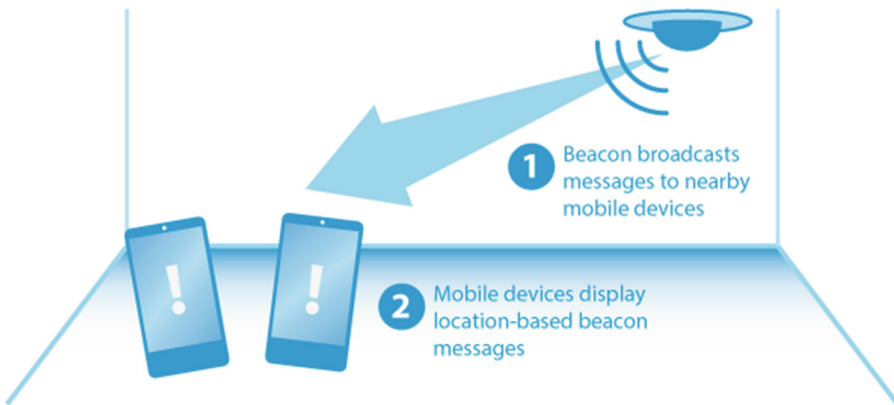 1 Beacon broadcasts
messages to nearby
mobile devices
!
!
2 Mobile devices display
location-based beacon
messages